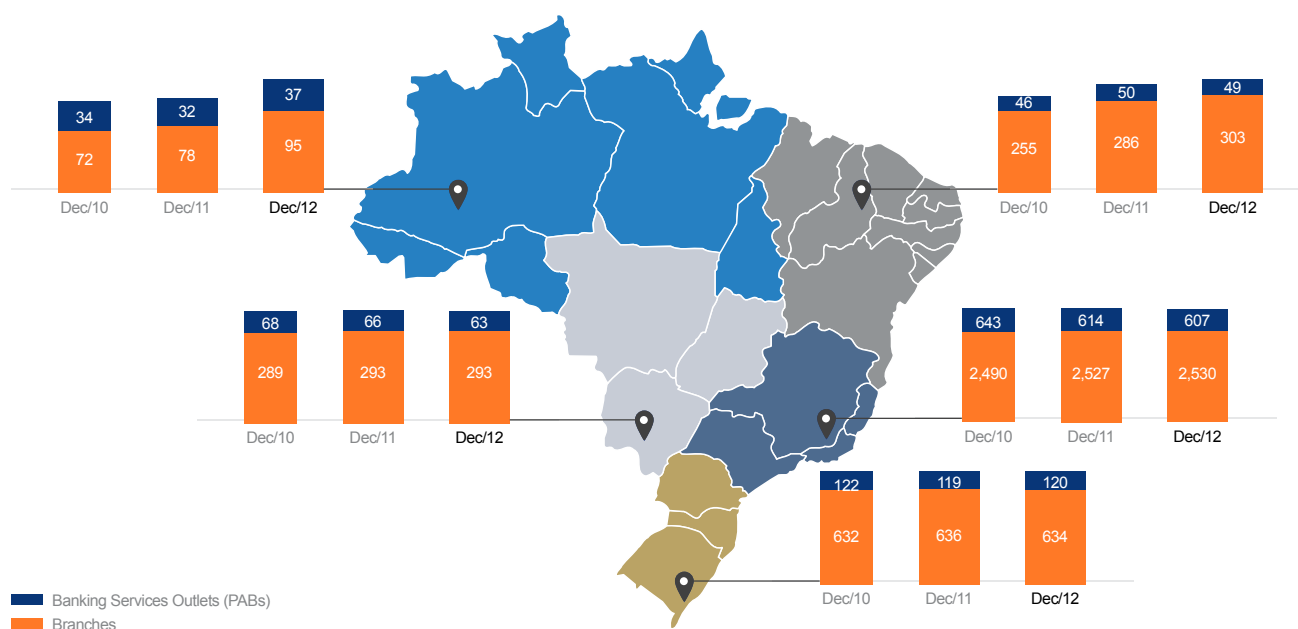 34
32
37
72
78
95
Dec/10
Dec/11
Dec/12
46
50
49
255
286
303
Dec/10
Dec/11
Dec/12
68
66
63
289
293
293
Dec/10
Dec/11
Dec/12
643
614
607
2,490
2,527
2,530
Dec/10
Dec/11
Dec/12
122
119
120
632
636
634
Dec/10
Dec/11
Dec/12
Banking Services Outlets (PABs)
Branches